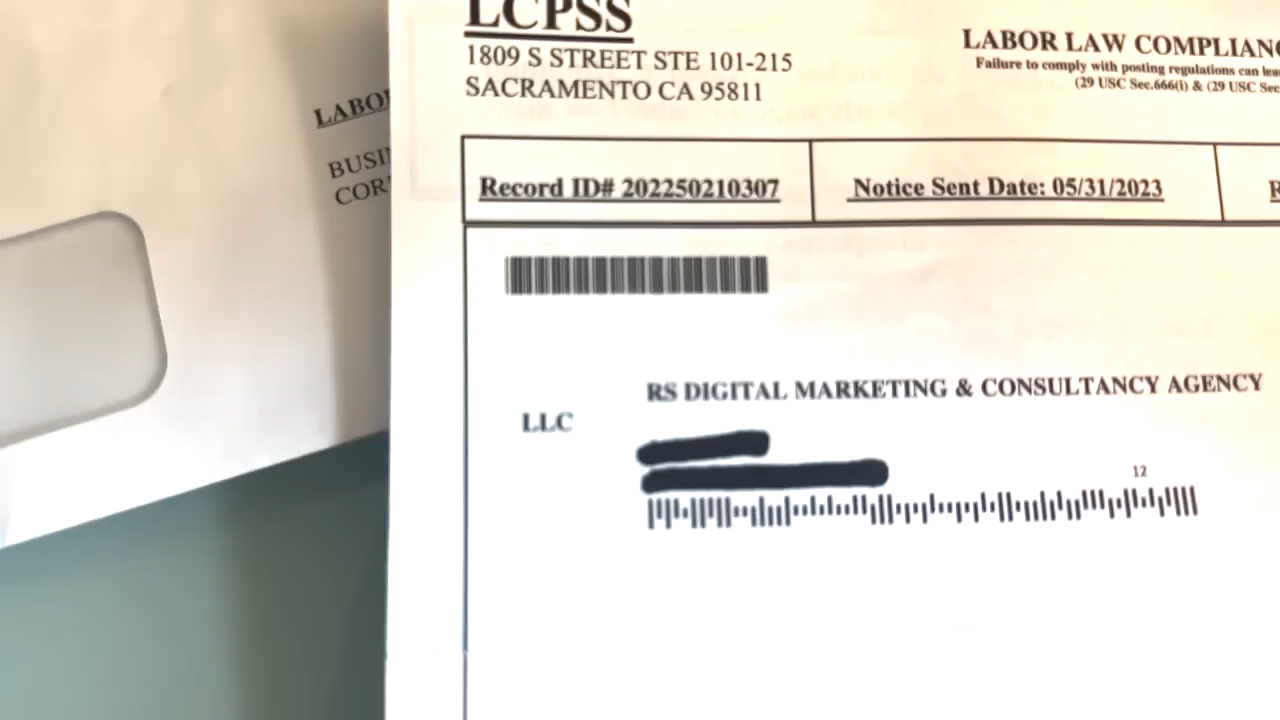 LCPSS
1809 S STREET STE 101-215
SACRAMENTO CA 95811
LABOR LAW COMPLIANC
Failure to comply with posting regulations can lea
(29 USC Sec.666(i) & (29 USC Sec
LABO
BUSI
COR
Record ID# 202250210307
Notice Sent Date: 05/31/2023
RS DIGITAL MARKETING & CONSULTANCY AGENCY
LLC
12